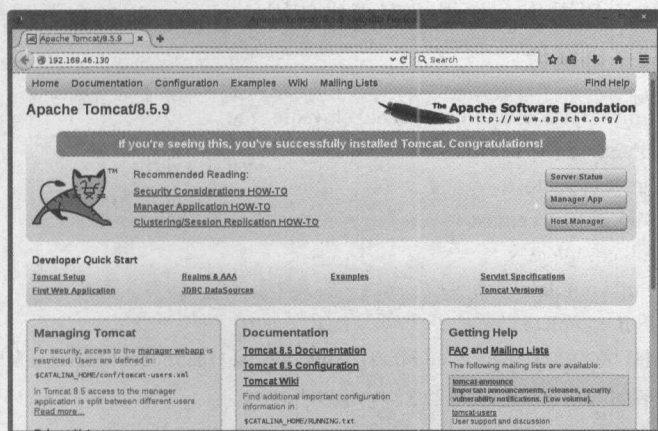 Apache Tomcat/8.5.9 - Mozilla Firefox
Apache Tomcat/8.5.9
192.168.46.130
Search
Home Documentation Configuration Examples Wiki Mailing Lists Find Help
Apache Tomcat/8.5.9
The Apache Software Foundation
http://www.apache.org/
If you're seeing this, you've successfully installed Tomcat. Congratulations!
TM
Recommended Reading:
Security Considerations HOW-TO
Manager Application HOW-TO
Clustering/Session Replication HOW-TO
Server Status
Manager App
Host Manager
Developer Quick Start
Tomcat Setup Realms & AAA Examples Servlet Specifications
First Web Application JDBC DataSources Tomcat Versions
Managing Tomcat
For security, access to the manager webapp is
restricted. Users are defined in:
$CATALINA_HOME/conf/tomcat-users.xml
In Tomcat 8.5 access to the manager
application is split between different users.
Read more...
Documentation
Tomcat 8.5 Documentation
Tomcat 8.5 Configuration
Tomcat Wiki
Find additional important configuration
information in:
$CATALINA_HOME/RUNNING.txt
Getting Help
FAQ and Mailing Lists
The following mailing lists are available:
tomcat-announce
Important announcements, releases, security
vulnerability notifications. (Low volume).
tomcat-users
User support and discussion